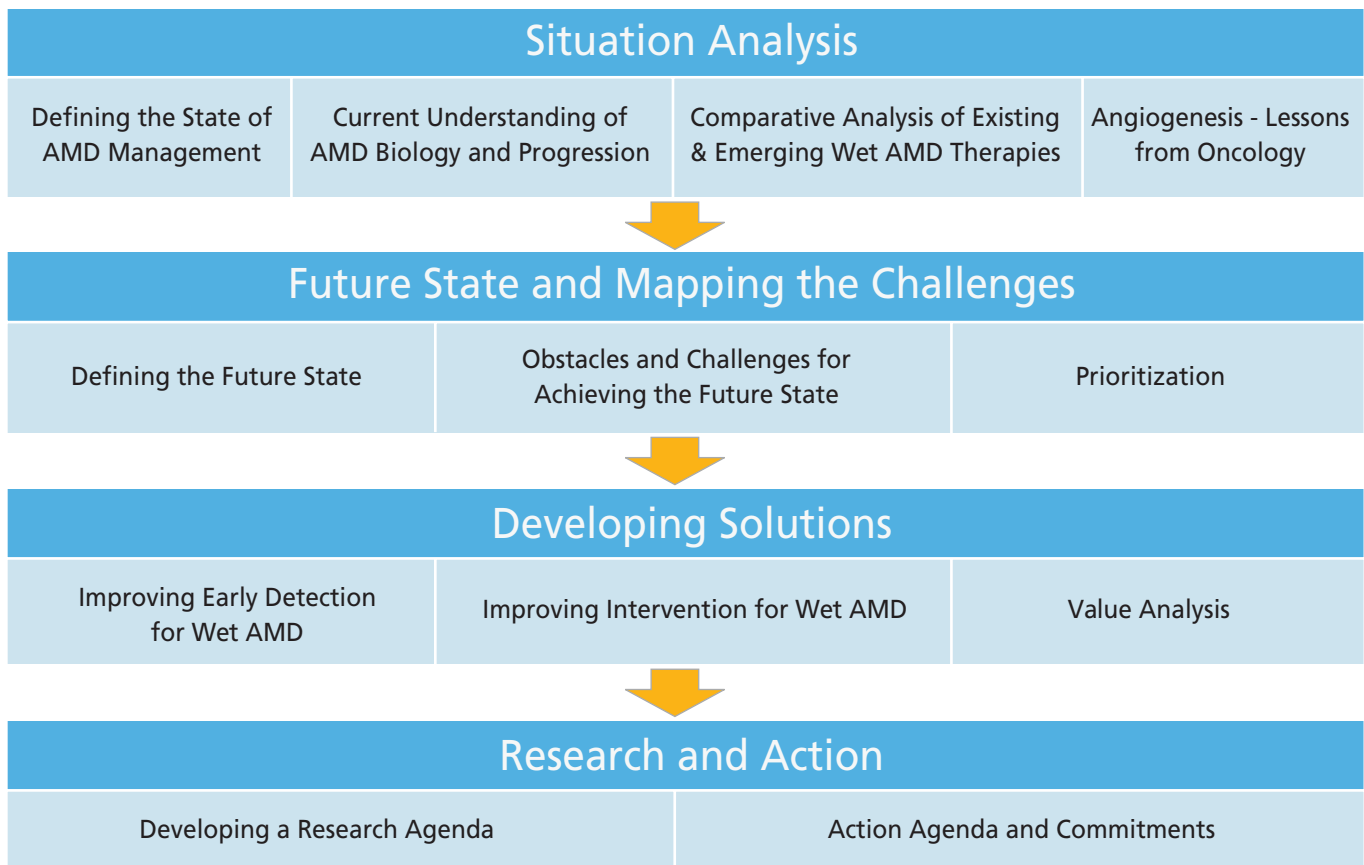 Situation Analysis
Defining the State of
AMD Management
Current Understanding of
AMD Biology and Progression
Comparative Analysis of Existing
& Emerging Wet AMD Therapies
Angiogenesis - Lessons
from Oncology
Future State and Mapping the Challenges
Defining the Future State
Obstacles and Challenges for
Achieving the Future State
Prioritization
Developing Solutions
Improving Early Detection
for Wet AMD
Improving Intervention for Wet AMD
Value Analysis
Research and Action
Developing a Research Agenda
Action Agenda and Commitments